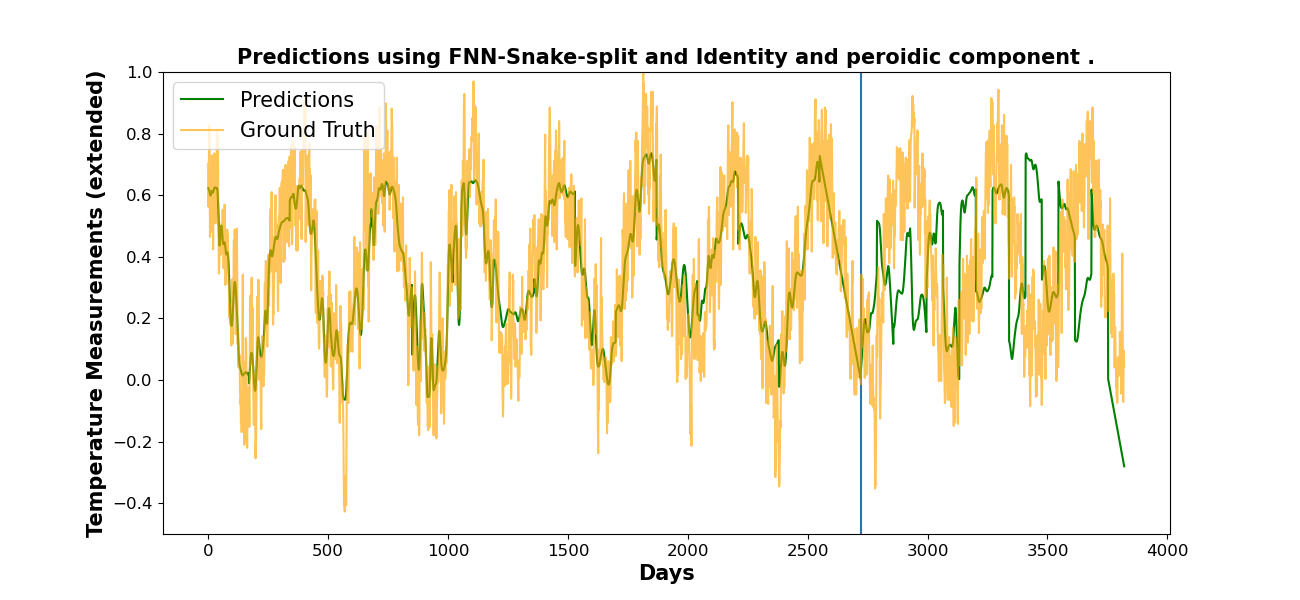 Predictions using FNN-Snake-split and Identity and peroidic component .
Temperature Measurements (extended)
1.0
0.8
0.6
0.4
0.2
0.0
−0.2
−0.4
Predictions
Ground Truth
0 500 1000 1500 2000 2500 3000 3500 4000
Days